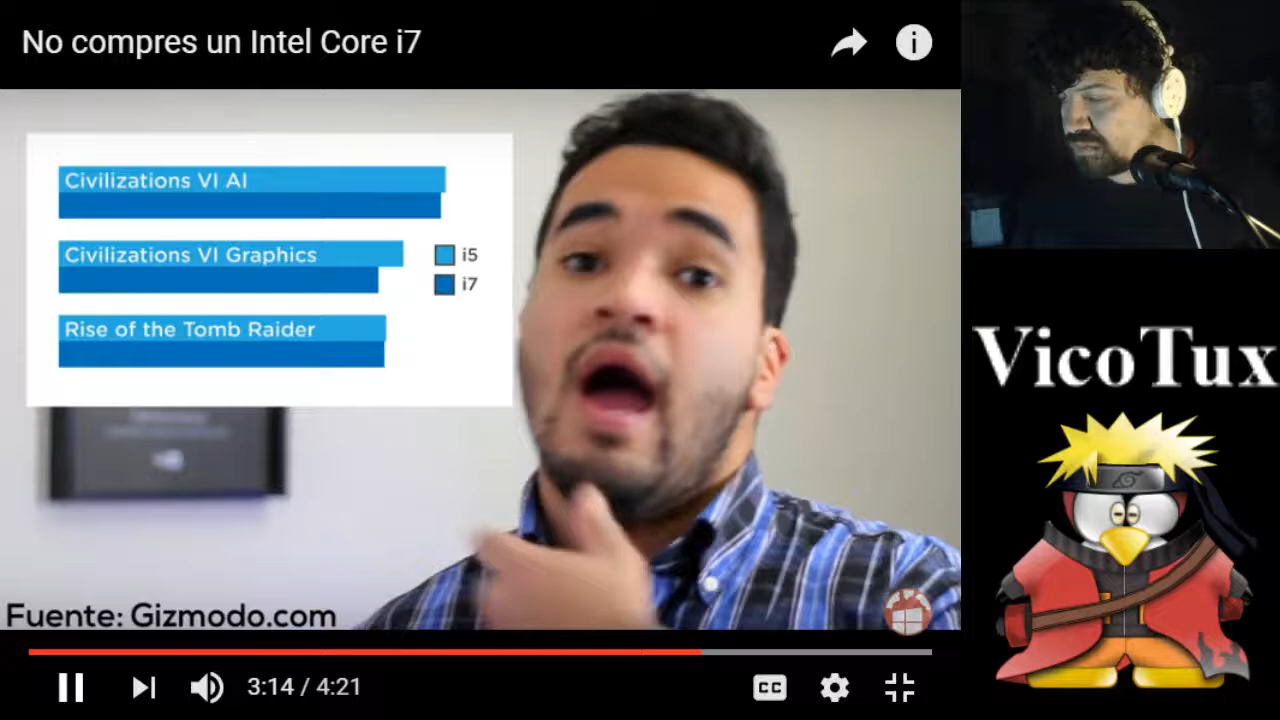 No compres un Intel Core i7
Civilizations VI AI
Civilizations VI Graphics
i5
i7
Rise of the Tomb Raider
Fuente: Gizmodo.com
3:14 / 4:21
CC
VicoTux